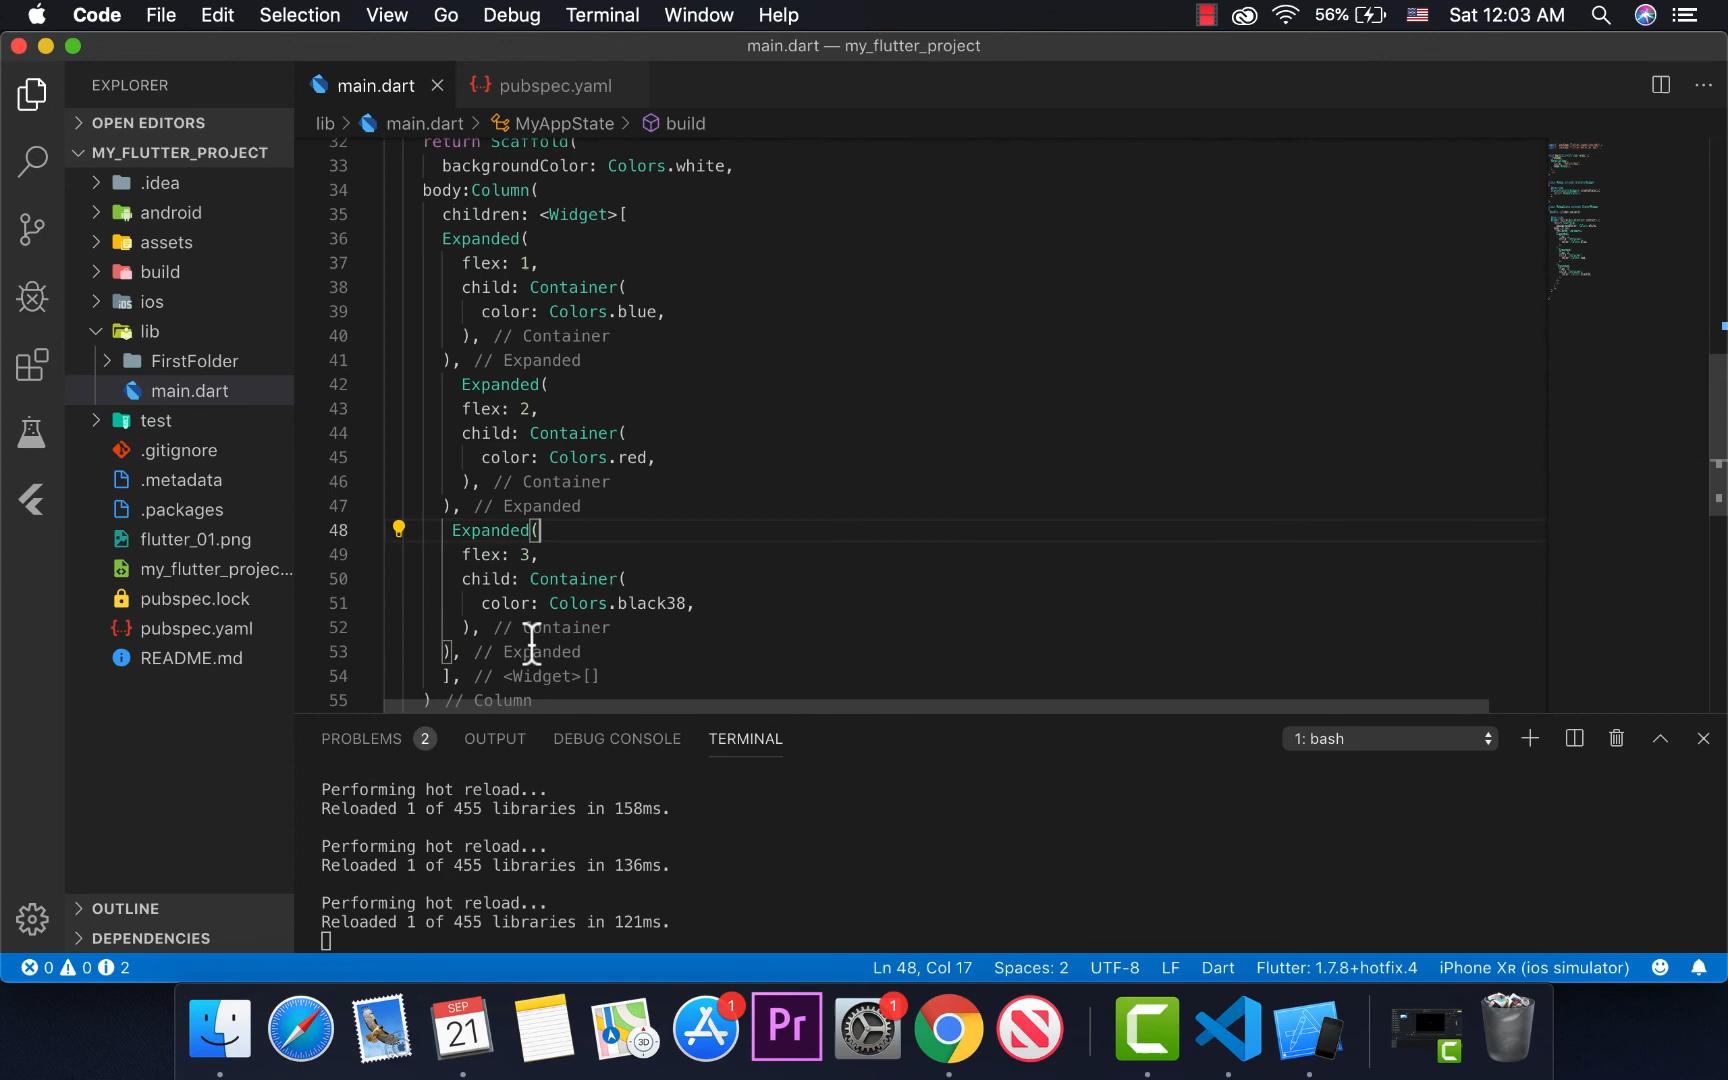 Code File Edit Selection View Go Debug Terminal Window Help 56% Sat 12:03 AM
main.dart — my_flutter_project
EXPLORER
OPEN EDITORS
MY_FLUTTER_PROJECT
.idea
android
assets
build
ios
lib
FirstFolder
main.dart
test
.gitignore
.metadata
.packages
flutter_01.png
my_flutter_projec...
pubspec.lock
pubspec.yaml
README.md
OUTLINE
DEPENDENCIES
main.dart pubspec.yaml
lib > main.dart > MyAppState > build
32 return Scaffold(
33 backgroundColor: Colors.white,
34 body:Column(
35 children: <Widget>[
36 Expanded(
37 flex: 1,
38 child: Container(
39 color: Colors.blue,
40 ), // Container
41 ), // Expanded
42 Expanded(
43 flex: 2,
44 child: Container(
45 color: Colors.red,
46 ), // Container
47 ), // Expanded
48 Expanded(
49 flex: 3,
50 child: Container(
51 color: Colors.black38,
52 ), // Container
53 ), // Expanded
54 ], // <Widget>[]
55 ) // Column
PROBLEMS 2 OUTPUT DEBUG CONSOLE TERMINAL 1: bash
Performing hot reload...
Reloaded 1 of 455 libraries in 158ms.
Performing hot reload...
Reloaded 1 of 455 libraries in 136ms.
Performing hot reload...
Reloaded 1 of 455 libraries in 121ms.
0 0 2 Ln 48, Col 17 Spaces: 2 UTF-8 LF Dart Flutter: 1.7.8+hotfix.4 iPhone XR (ios simulator)
SEP
21
3D
1
Pr
1